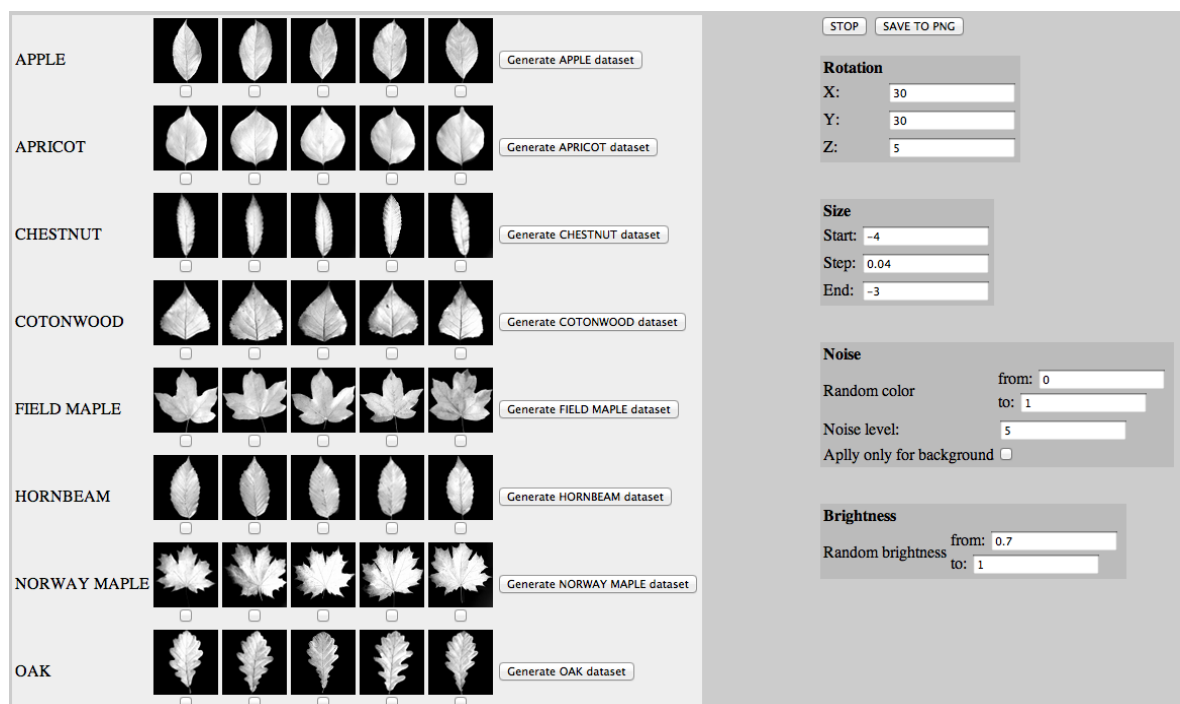 APPLE
Generate APPLE dataset
APRICOT
Generate APRICOT dataset
CHESTNUT
Generate CHESTNUT dataset
COTONWOOD
Generate COTONWOOD dataset
FIELD MAPLE
Generate FIELD MAPLE dataset
HORNBEAM
Generate HORNBEAM dataset
NORWAY MAPLE
Generate NORWAY MAPLE dataset
OAK
Generate OAK dataset
STOP SAVE TO PNG
Rotation
X: 30
Y: 30
Z: 5
Size
Start: -4
Step: 0.04
End: -3
Noise
Random color
from: 0
to: 1
Noise level: 5
Aplly only for background
Brightness
Random brightness
from: 0.7
to: 1